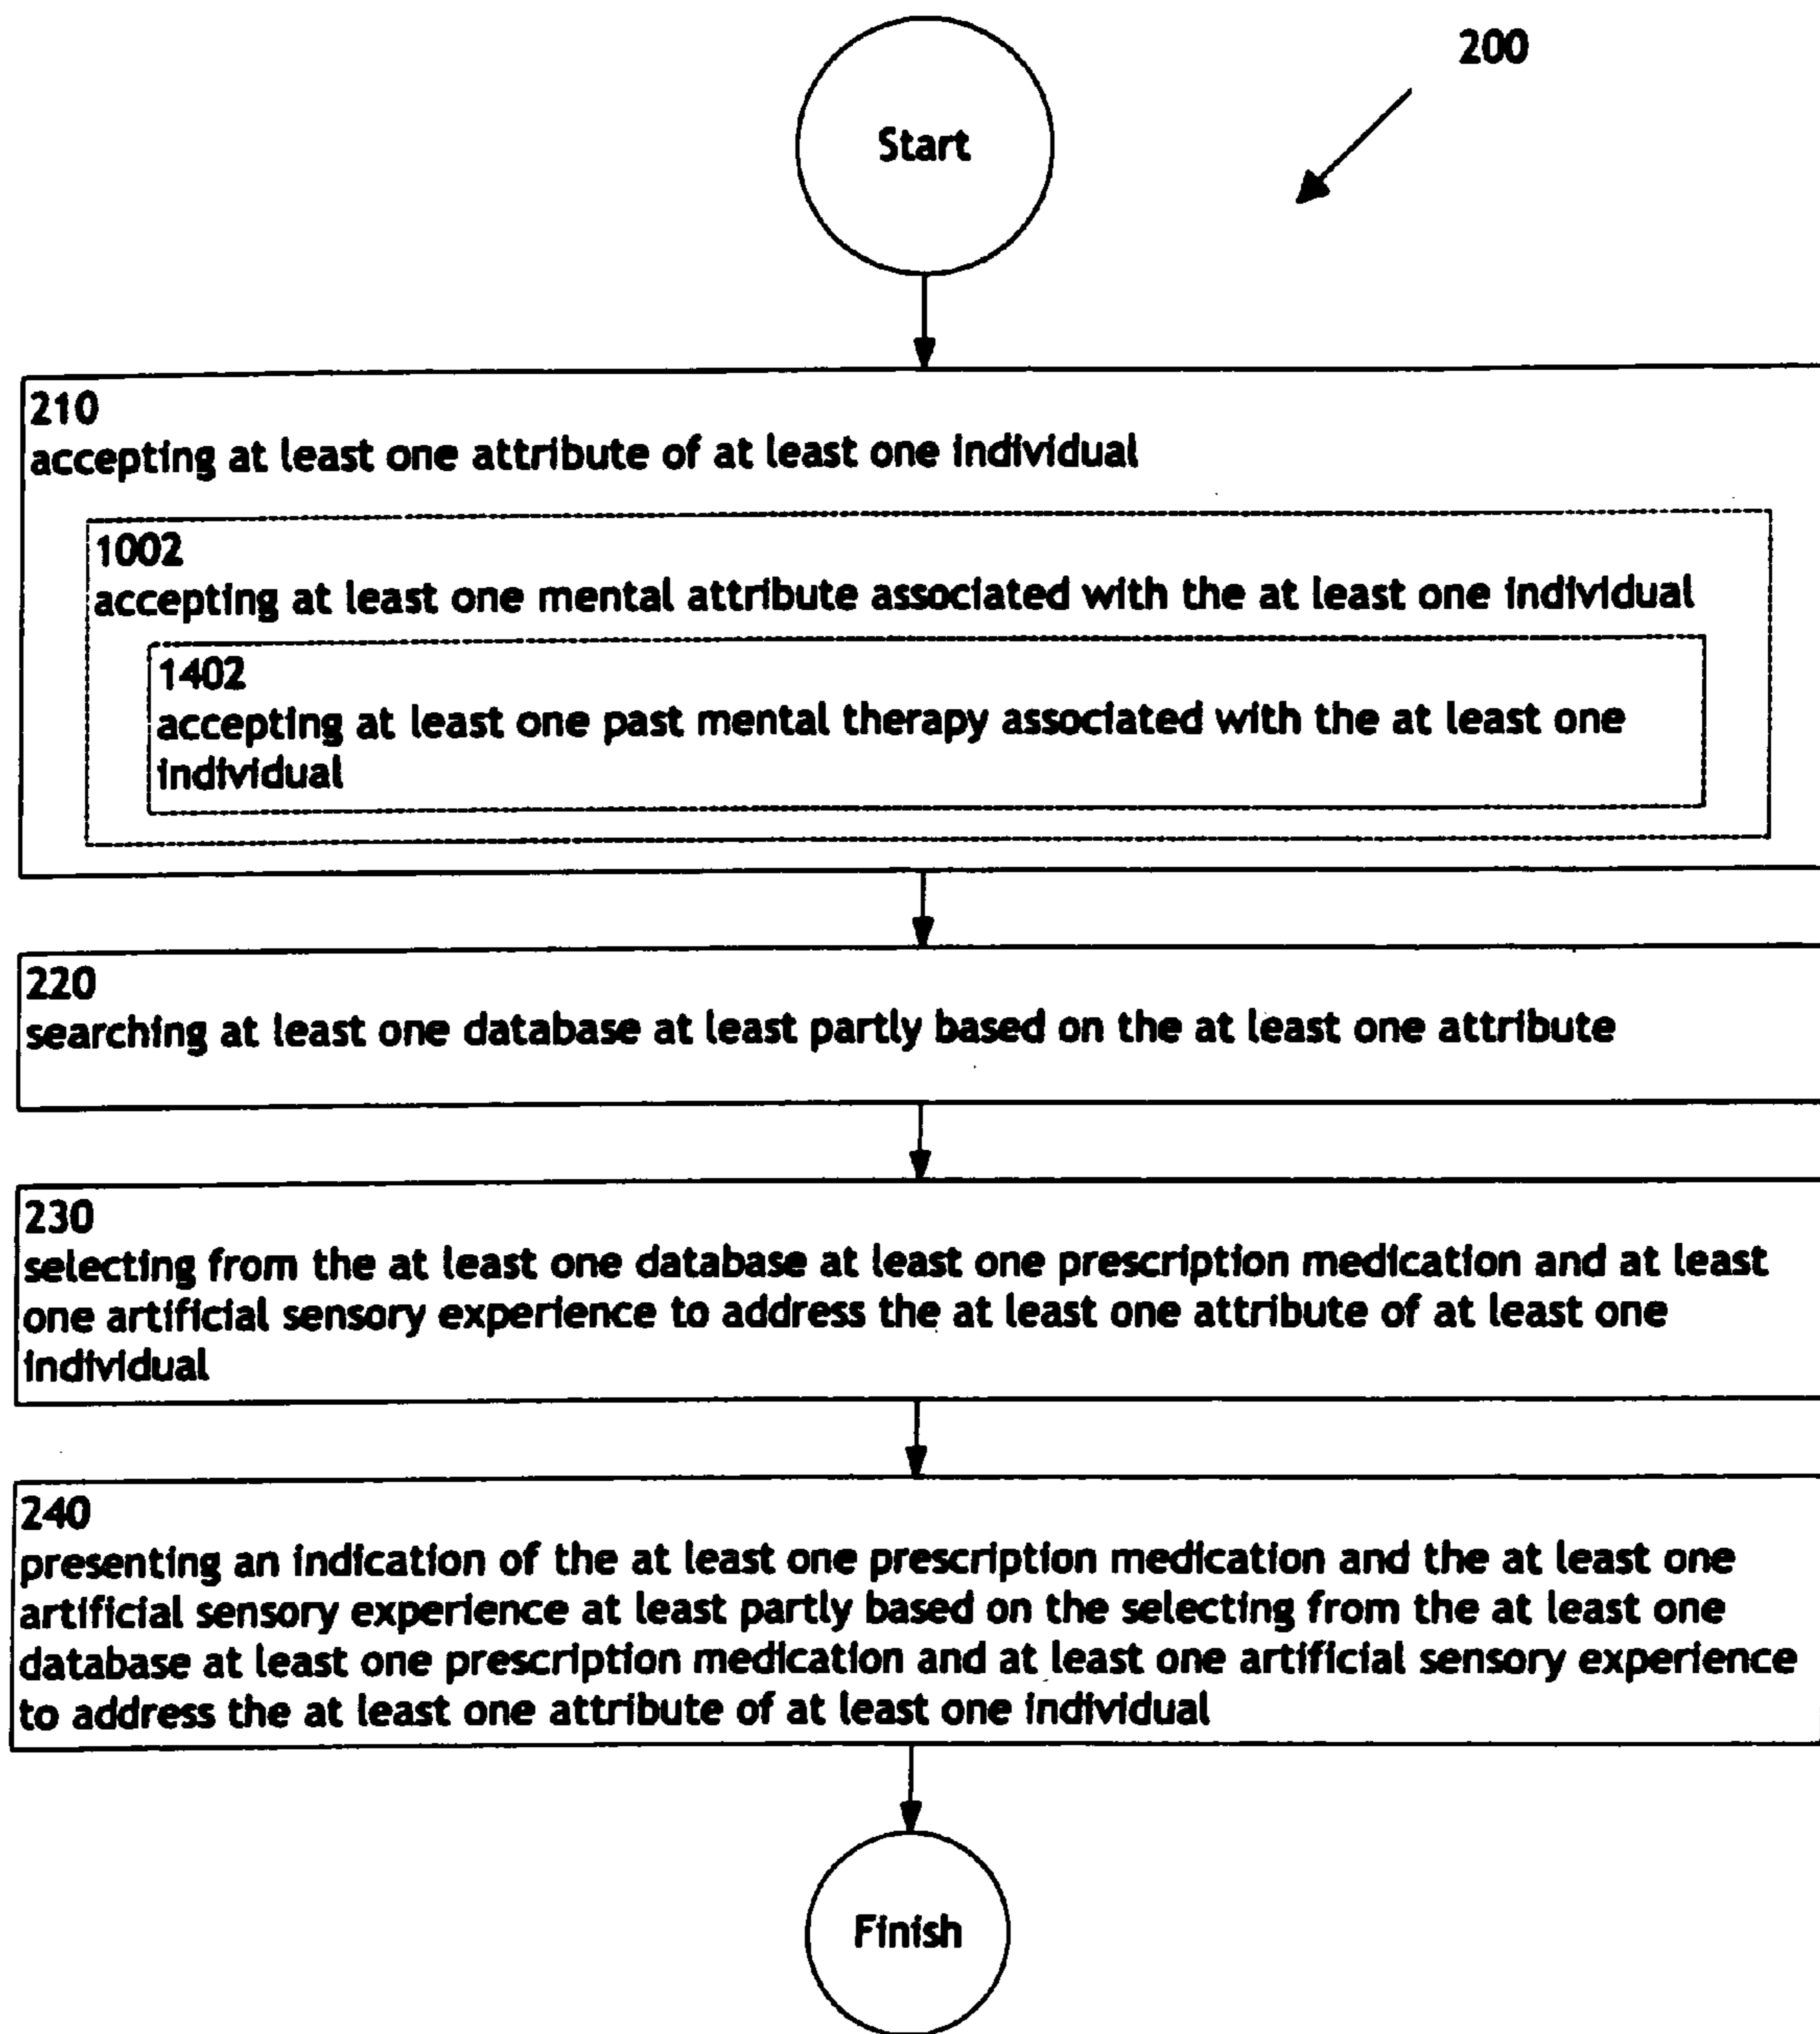 200
Start
210
accepting at least one attribute of at least one individual
1002
accepting at least one mental attribute associated with the at least one individual
1402
accepting at least one past mental therapy associated with the at least one
individual
220
searching at least one database at least partly based on the at least one attribute
230
selecting from the at least one database at least one prescription medication and at least
one artificial sensory experience to address the at least one attribute of at least one
individual
240
presenting an indication of the at least one prescription medication and the at least one
artificial sensory experience at least partly based on the selecting from the at least one
database at least one prescription medication and at least one artificial sensory experience
to address the at least one attribute of at least one individual
Finish